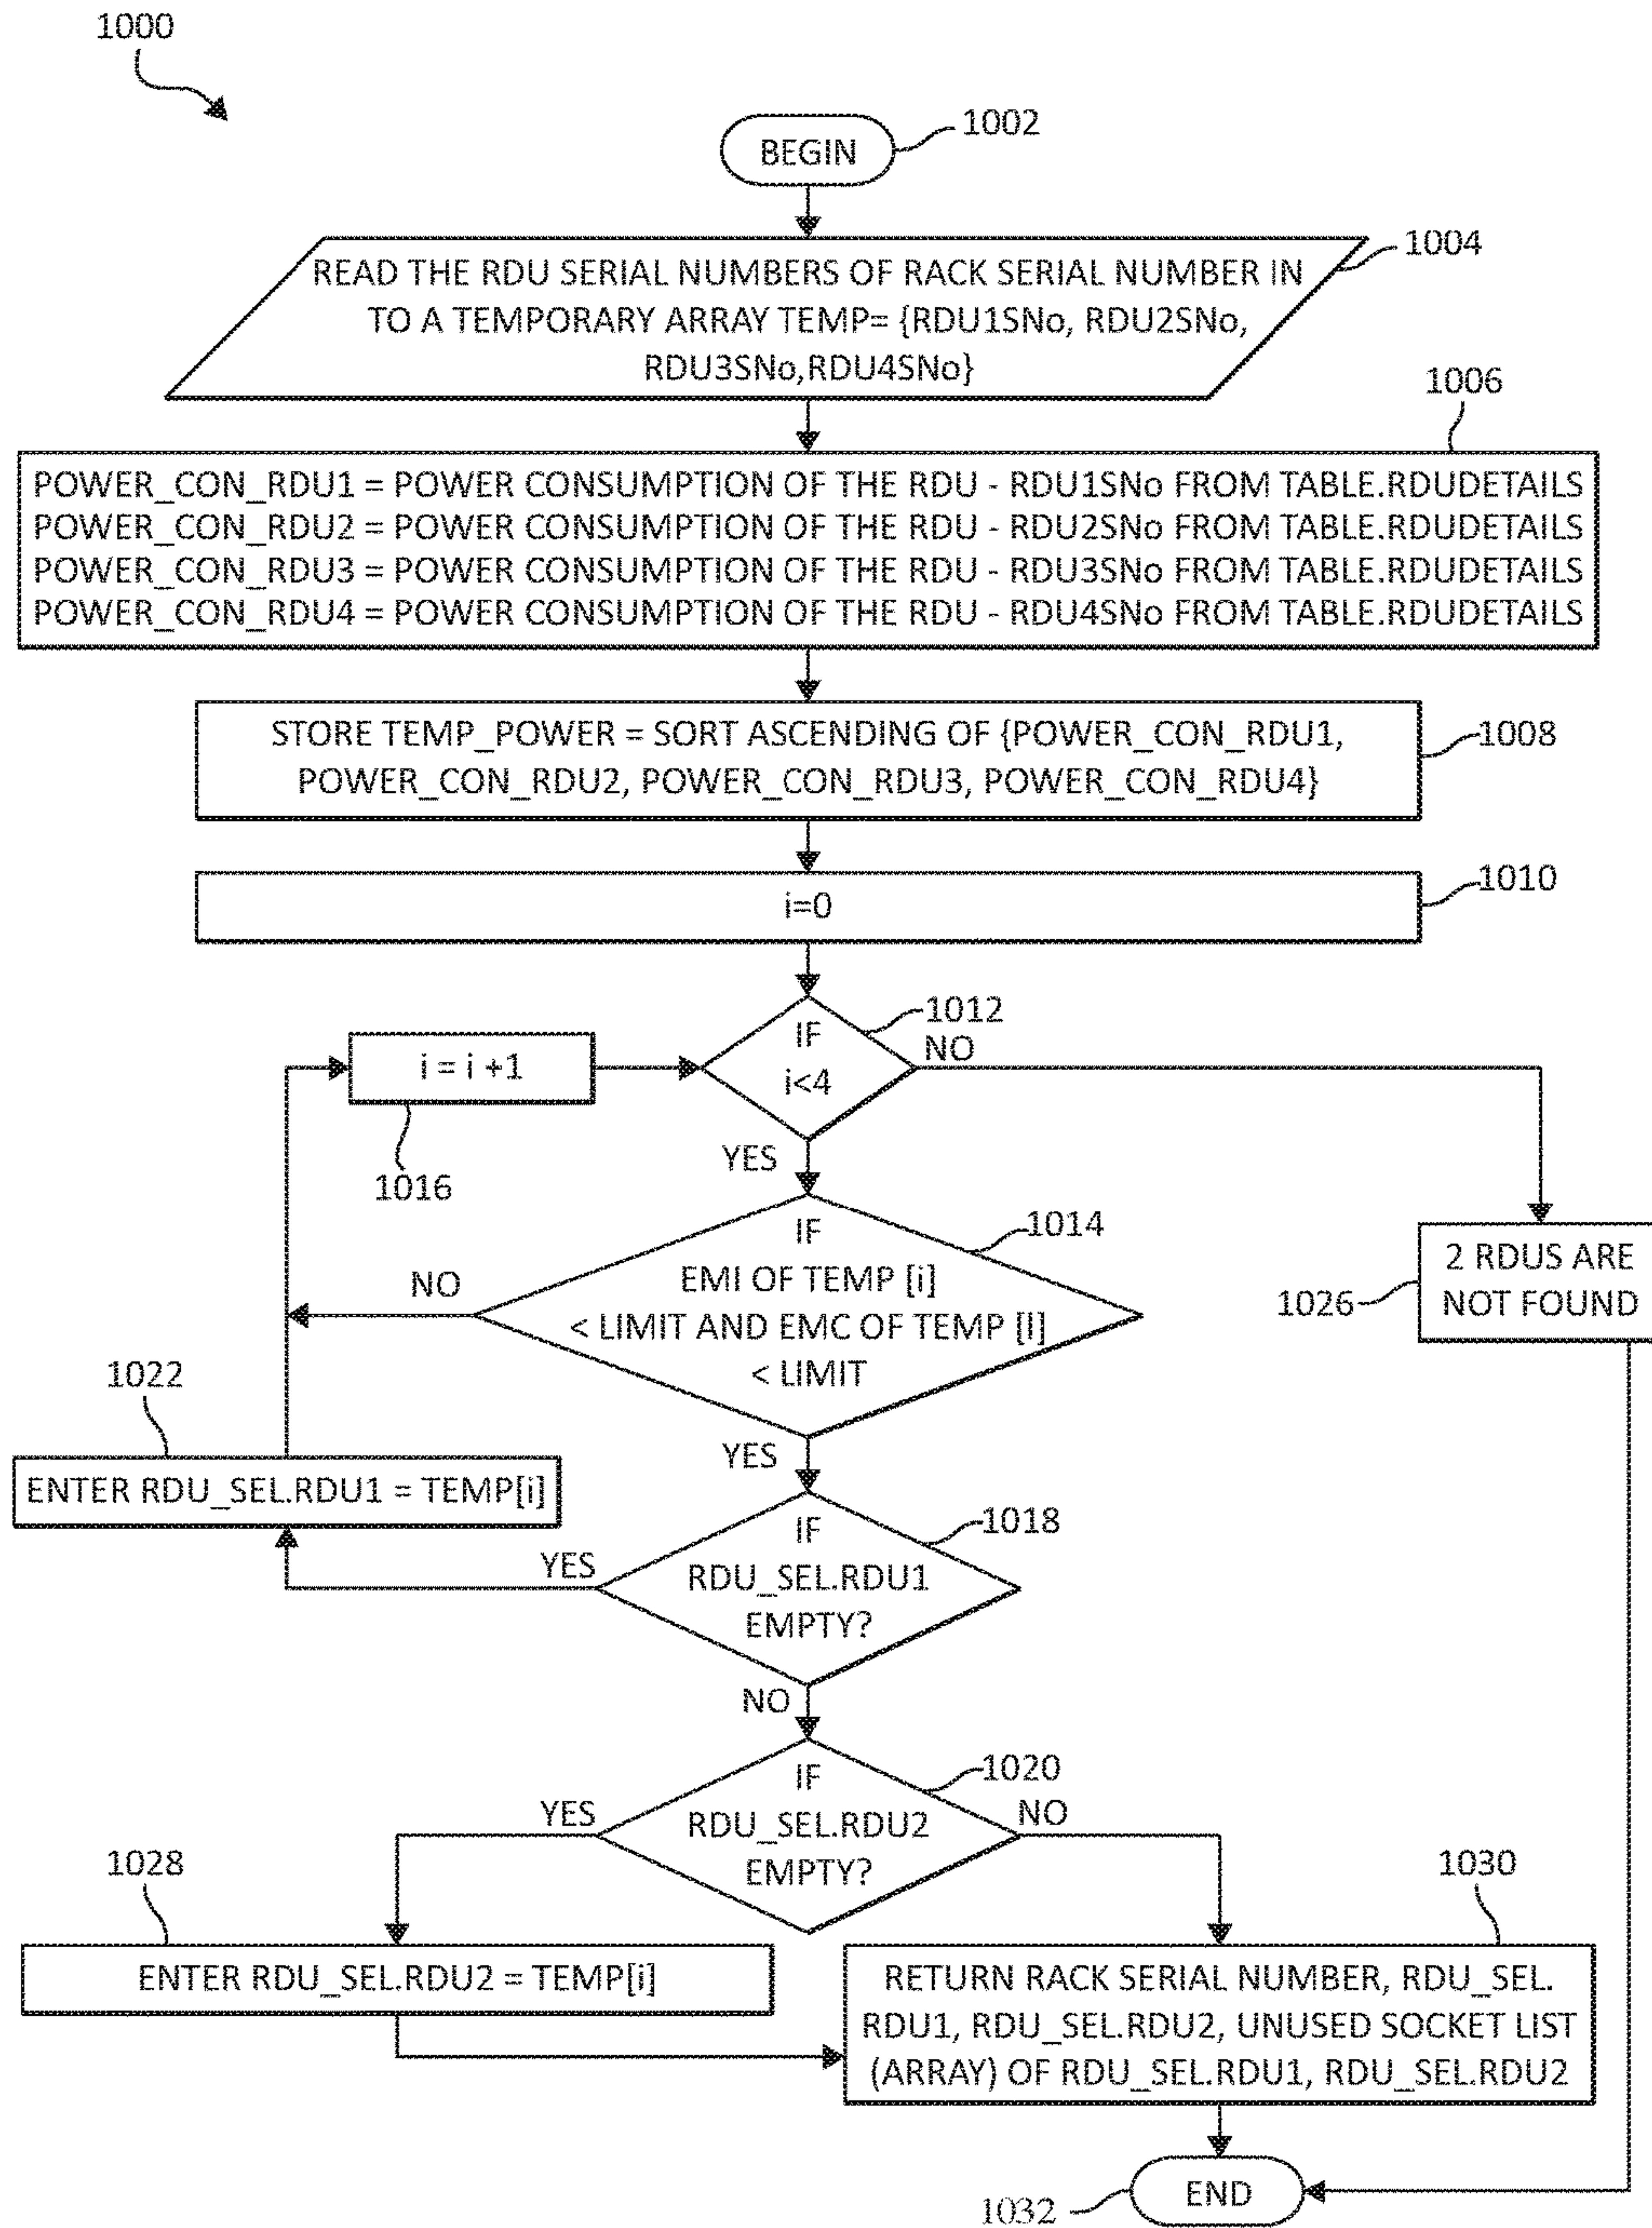 1000
BEGIN
1002
READ THE RDU SERIAL NUMBERS OF RACK SERIAL NUMBER IN
TO A TEMPORARY ARRAY TEMP= {RDU1SNo, RDU2SNo,
RDU3SNo,RDU4SNo}
1004
1006
POWER_CON_RDU1 = POWER CONSUMPTION OF THE RDU - RDU1SNo FROM TABLE.RDUDETAILS
POWER_CON_RDU2 = POWER CONSUMPTION OF THE RDU - RDU2SNo FROM TABLE.RDUDETAILS
POWER_CON_RDU3 = POWER CONSUMPTION OF THE RDU - RDU3SNo FROM TABLE.RDUDETAILS
POWER_CON_RDU4 = POWER CONSUMPTION OF THE RDU - RDU4SNo FROM TABLE.RDUDETAILS
STORE TEMP_POWER = SORT ASCENDING OF {POWER_CON_RDU1,
POWER_CON_RDU2, POWER_CON_RDU3, POWER_CON_RDU4}
1008
i=0
1010
IF
i<4
1012
NO
YES
i = i +1
1016
IF
EMI OF TEMP [i]
< LIMIT AND EMC OF TEMP [I]
< LIMIT
1014
NO
YES
2 RDUS ARE
NOT FOUND
1026
1022
ENTER RDU_SEL.RDU1 = TEMP[i]
IF
RDU_SEL.RDU1
EMPTY?
1018
YES
NO
IF
RDU_SEL.RDU2
EMPTY?
1020
YES
NO
1028
ENTER RDU_SEL.RDU2 = TEMP[i]
1030
RETURN RACK SERIAL NUMBER, RDU_SEL.
RDU1, RDU_SEL.RDU2, UNUSED SOCKET LIST
(ARRAY) OF RDU_SEL.RDU1, RDU_SEL.RDU2
END
1032